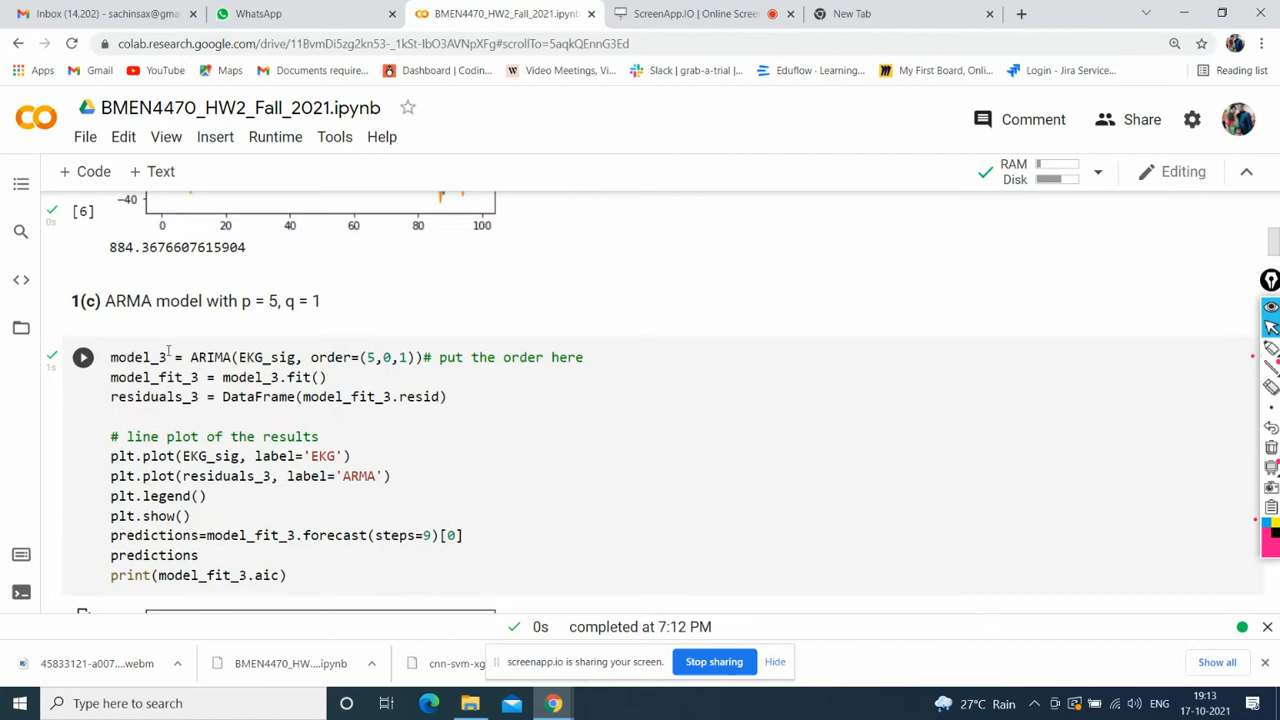 Inbox (14,202) - sachinsax@gma
WhatsApp
BMEN4470_HW2_Fall_2021.ipynb
ScreenApp.IO | Online Scree
New Tab
colab.research.google.com/drive/11BvmDi5zg2kn53-_1kSt-IbO3AVNpXFg#scrollTo=5aqkQEnnG3Ed
Apps
Gmail
YouTube
Maps
Documents require...
Dashboard | Codin...
Video Meetings, Vi...
Slack | grab-a-trial |...
Eduflow - Learning...
My First Board, Onli...
Login - Jira Service...
Reading list
BMEN4470_HW2_Fall_2021.ipynb
Comment
Share
File Edit View Insert Runtime Tools Help
+ Code + Text
RAM
Disk
Editing
−40
[6]
0s
0 20 40 60 80 100
884.3676607615904
1(c) ARMA model with p = 5, q = 1
1s
model_3 = ARIMA(EKG_sig, order=(5,0,1))# put the order here
model_fit_3 = model_3.fit()
residuals_3 = DataFrame(model_fit_3.resid)
# line plot of the results
plt.plot(EKG_sig, label='EKG')
plt.plot(residuals_3, label='ARMA')
plt.legend()
plt.show()
predictions=model_fit_3.forecast(steps=9)[0]
predictions
print(model_fit_3.aic)
0s completed at 7:12 PM
45833121-a007....webm
BMEN4470_HW....ipynb
cnn-svm-xg
screenapp.io is sharing your screen.
Stop sharing
Hide
Show all
Type here to search
27°C Rain
ENG
19:13
17-10-2021